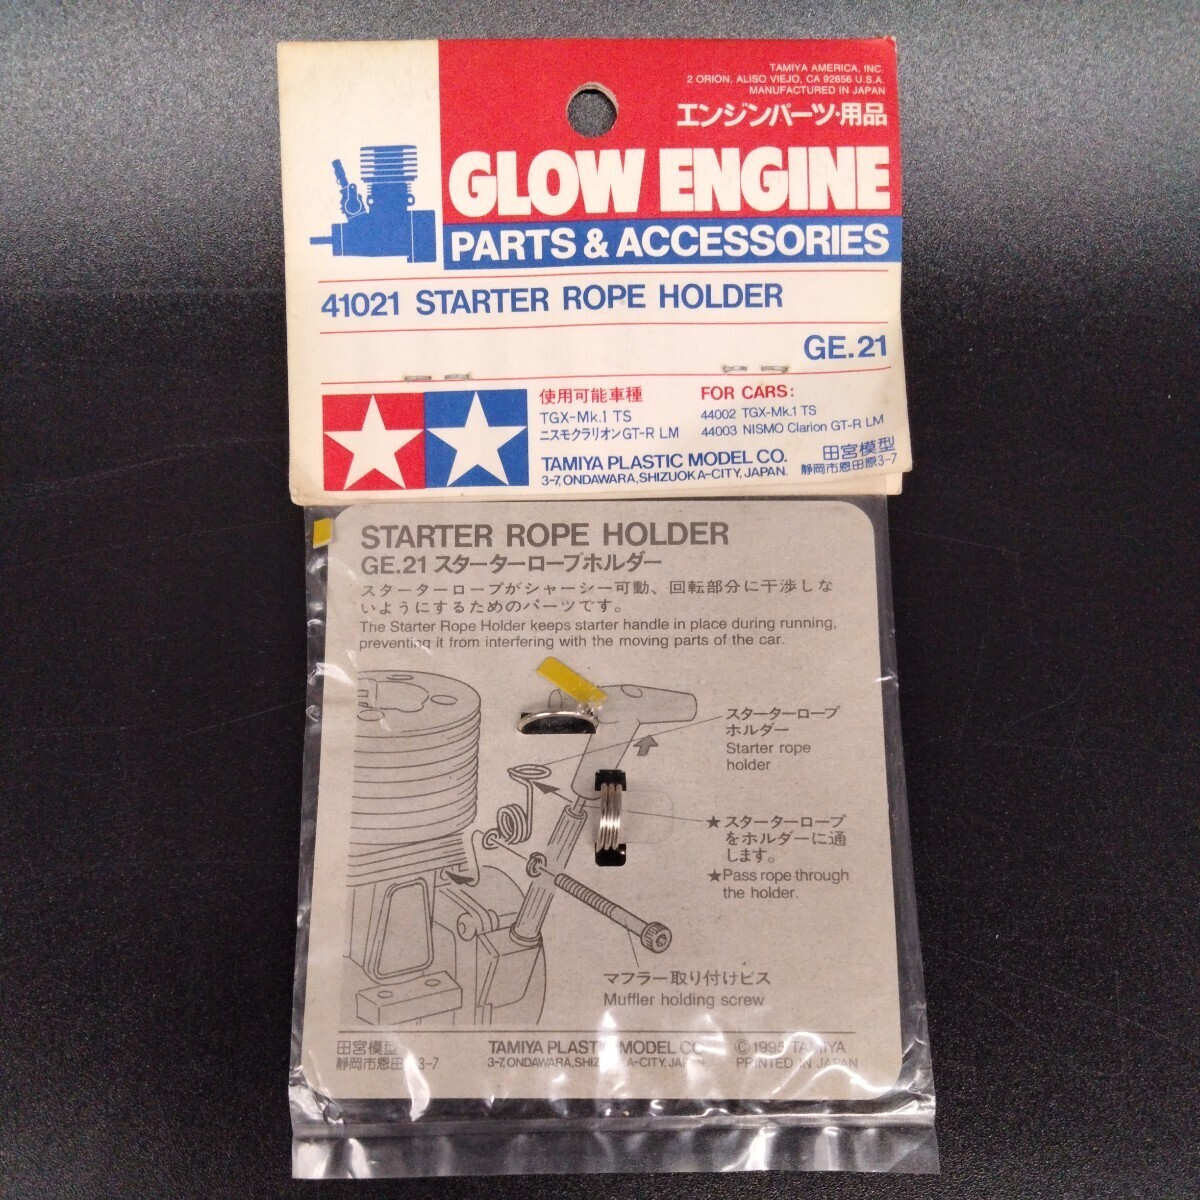 TAMIYA AMERICA, INC.
2 ORION, ALISO VIEJO, CA 92656 U.S.A.
MANUFACTURED IN JAPAN
エンジンパーツ・用品
GLOW ENGINE
PARTS & ACCESSORIES
41021 STARTER ROPE HOLDER
GE.21
使用可能車種
TGX-Mk.1 TS
ニスモクラリオンGT-R LM
FOR CARS:
44002 TGX-Mk.1 TS
44003 NISMO Clarion GT-R LM
TAMIYA PLASTIC MODEL CO.
3-7, ONDAWARA, SHIZUOKA-CITY, JAPAN.
田宮模型
静岡市恩田原3-7
STARTER ROPE HOLDER
GE.21 スターターロープホルダー
スターターロープがシャーシー可動、回転部分に干渉しな
いようにするためのパーツです。
The Starter Rope Holder keeps starter handle in place during running,
preventing it from interfering with the moving parts of the car.
スターターロープ
ホルダー
Starter rope
holder
★スターターロープ
をホルダーに通
します。
★Pass rope through
the holder.
マフラー取り付けビス
Muffler holding screw
田宮模型
静岡市恩田原3-7
TAMIYA PLASTIC MODEL CO.
3-7, ONDAWARA, SHIZUOKA-CITY, JAPAN.
© 1995 TAMIYA
PRINTED IN JAPAN